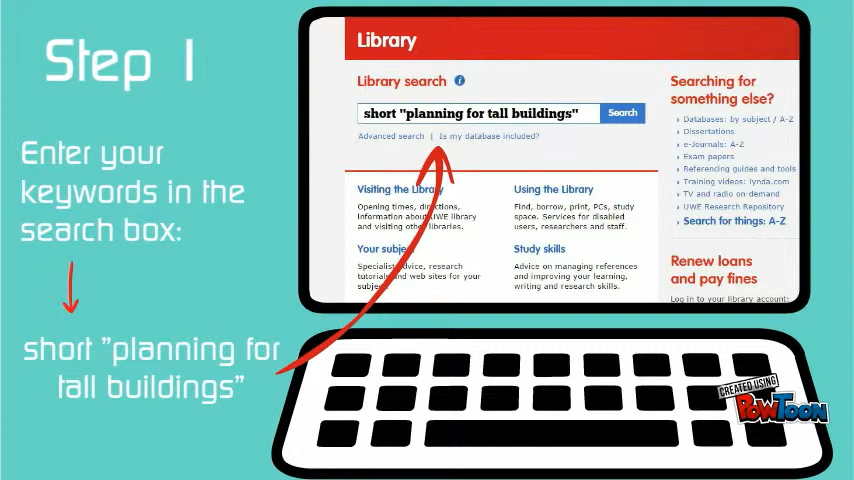 Step 1
Enter your
keywords in the
search box:
short "planning for
tall buildings"
Library
Library search i
short "planning for tall buildings" Search
Advanced search | Is my database included?
Visiting the Library
Opening times, directions,
information about UWE library
and visiting other libraries.
Using the Library
Find, borrow, print, PCs, study
space. Services for disabled
users, researchers and staff.
Your subject
Specialist advice, research
tutorials and web sites for your
subject.
Study skills
Advice on managing references
and improving your learning,
writing and research skills.
Searching for
something else?
Databases: by subject / A-Z
Dissertations
e-Journals: A-Z
Exam papers
Referencing guides and tools
Training videos: lynda.com
TV and radio on-demand
UWE Research Repository
Search for things: A-Z
Renew loans
and pay fines
Log in to your library account:
CREATED USING
POWTOON